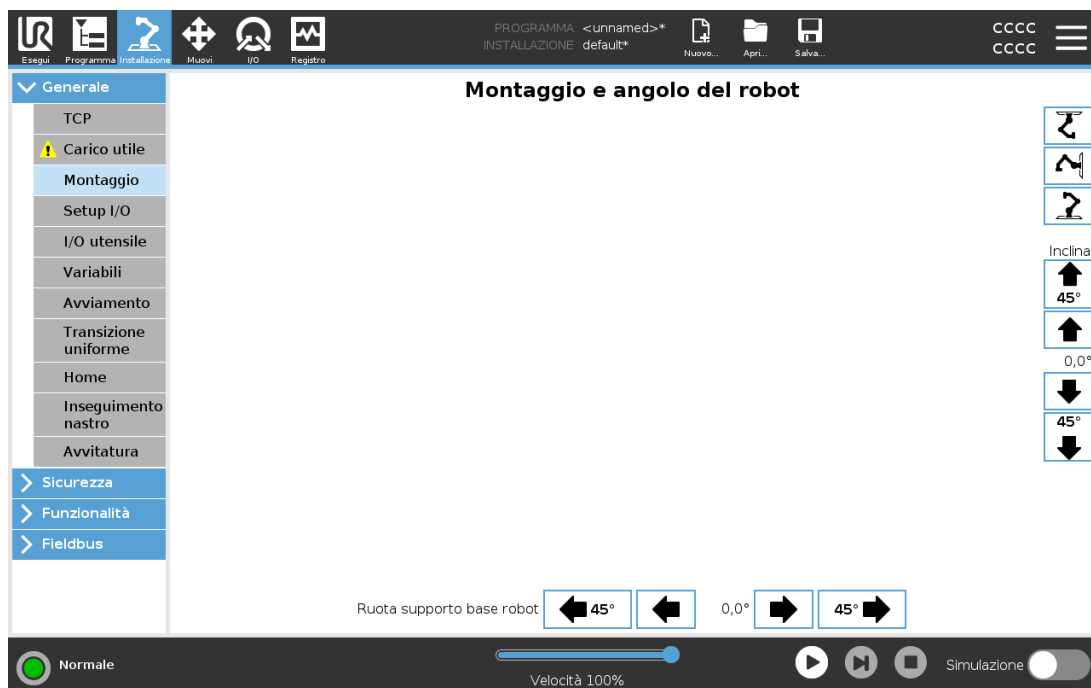 PROGRAMMA <unnamed>*
INSTALLAZIONE default*
CCCC
CCCC
Esegui Programma Installazione Muovi I/O Registro
Nuovo... Apri... Salva...
Generale
Montaggio e angolo del robot
TCP
Carico utile
Montaggio
Setup I/O
I/O utensile
Variabili
Avviamento
Transizione
uniforme
Home
Inseguimento
nastro
Avvitatura
Sicurezza
Funzionalità
Fieldbus
Inclina
45°
0,0°
45°
Ruota supporto base robot 45° 0,0° 45°
Normale
Velocità 100%
Simulazione